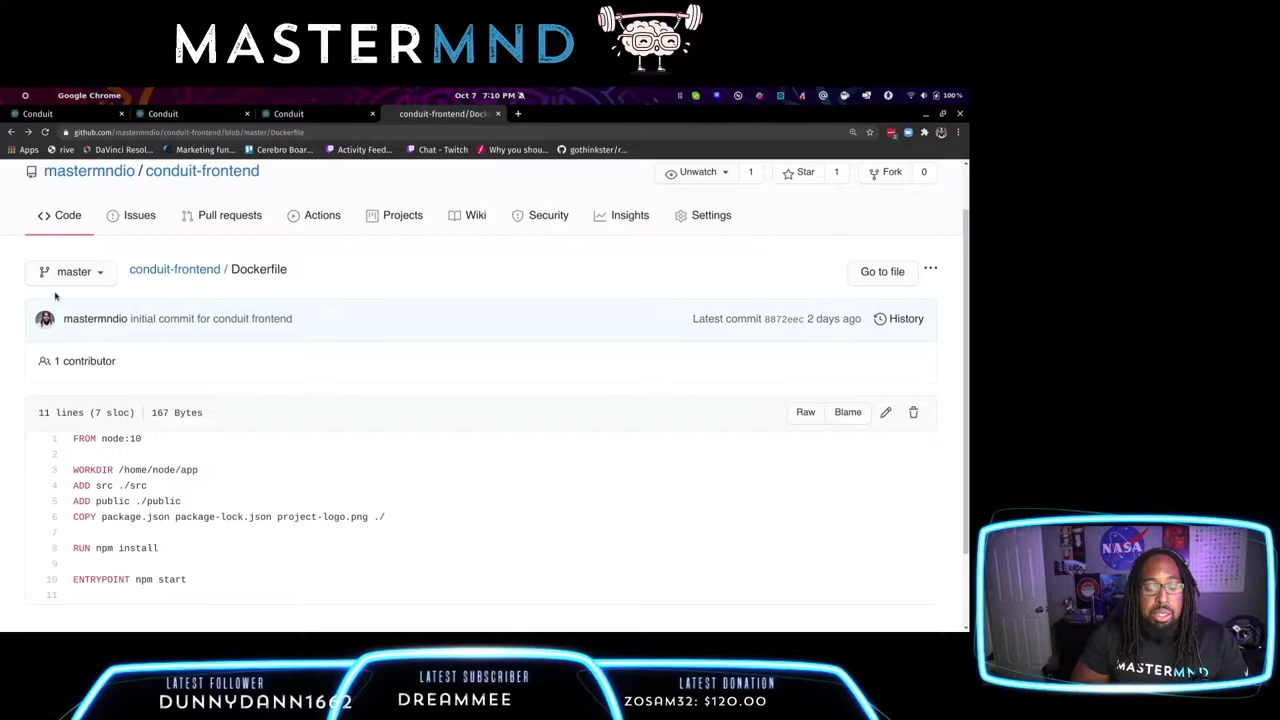 MASTERMND
Google Chrome
Oct 7 7:10 PM
100%
Conduit
Conduit
Conduit
conduit-frontend/Dock
github.com/mastermndio/conduit-frontend/blob/master/Dockerfile
Apps
rive
DaVinci Resol...
Marketing fun...
Cerebro Boar...
Activity Feed...
Chat - Twitch
Why you shou...
gothinkster/r...
mastermndio / conduit-frontend
Unwatch 1
Star 1
Fork 0
Code
Issues
Pull requests
Actions
Projects
Wiki
Security
Insights
Settings
master
conduit-frontend / Dockerfile
Go to file
mastermndio initial commit for conduit frontend
Latest commit 8872eec 2 days ago
History
1 contributor
11 lines (7 sloc) 167 Bytes
Raw
Blame
1 FROM node:10
2
3 WORKDIR /home/node/app
4 ADD src ./src
5 ADD public ./public
6 COPY package.json package-lock.json project-logo.png ./
7
8 RUN npm install
9
10 ENTRYPOINT npm start
11
NASA
MASTERMND
LATEST FOLLOWER
DUNNYDANN1662
LATEST SUBSCRIBER
DREAMMEE
LATEST DONATION
ZOSAM32: $120.00